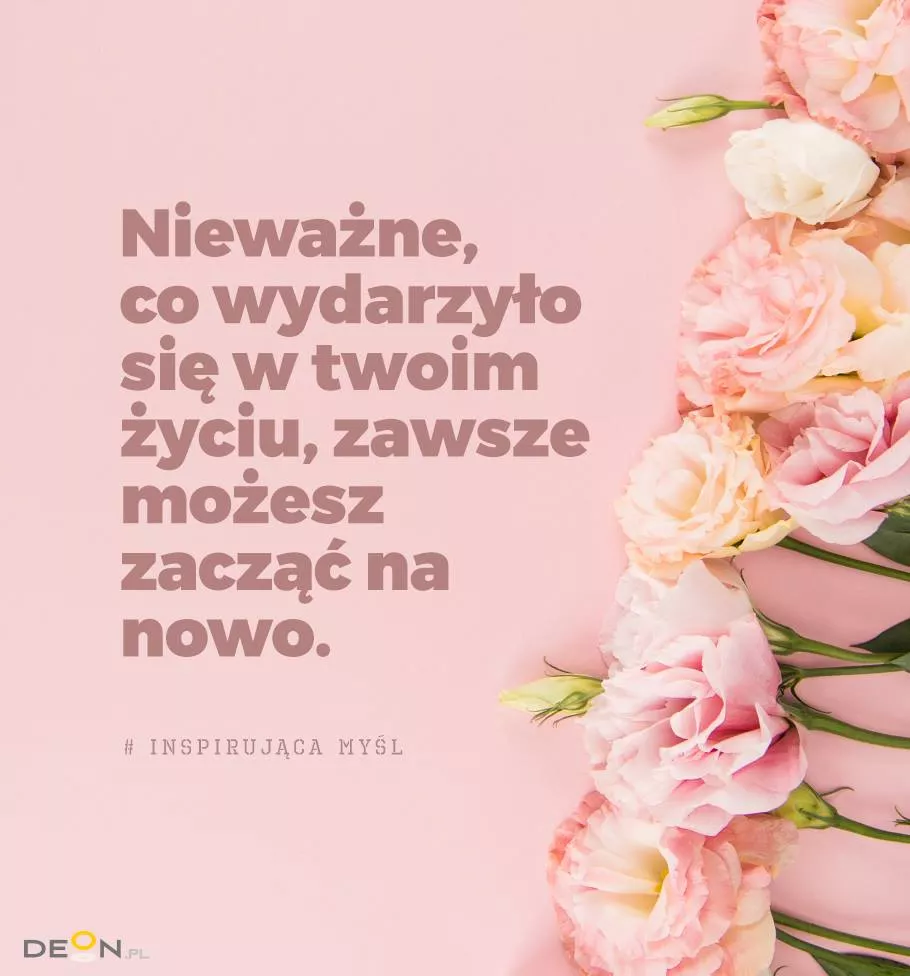 Nieważne,
co wydarzyło
się w twoim
życiu, zawsze
możesz
zacząć na
nowo.
# INSPIRUJĄCA MYŚL
DEON.PL